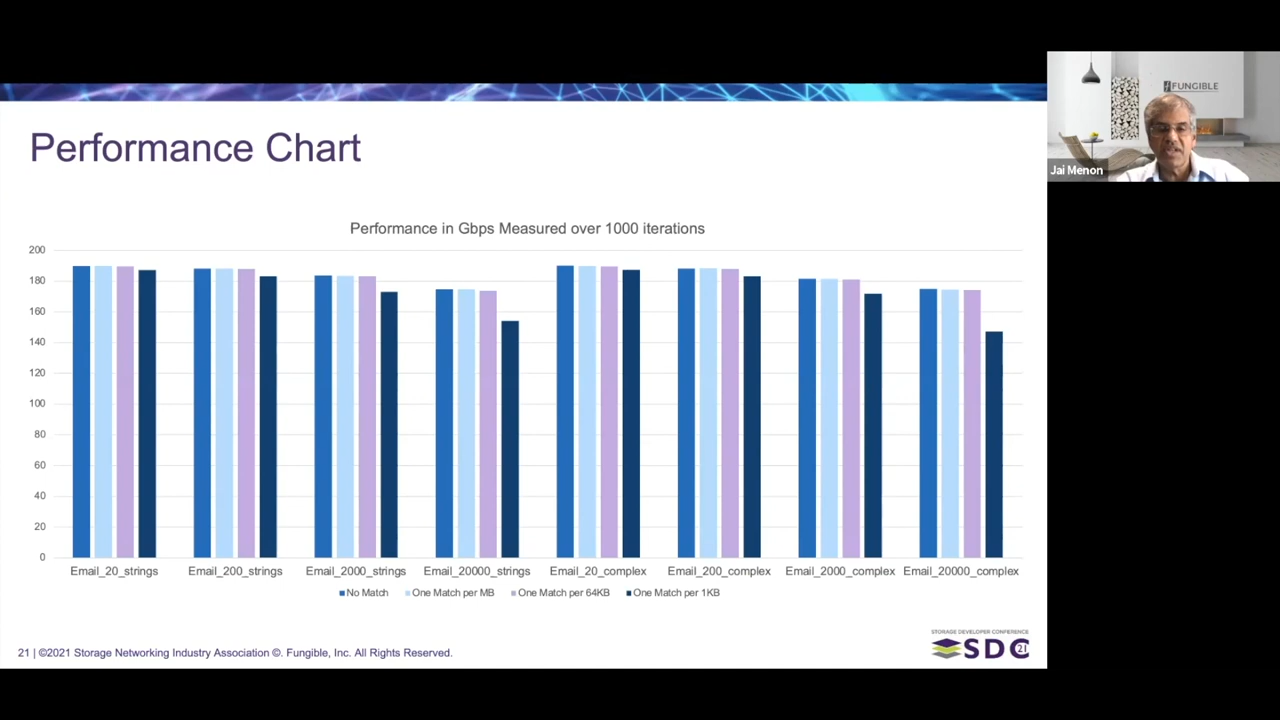 FUNGIBLE
Jai Menon
Performance Chart
Performance in Gbps Measured over 1000 iterations
200
180
160
140
120
100
80
60
40
20
0
Email_20_strings Email_200_strings Email_2000_strings Email_20000_strings Email_20_complex Email_200_complex Email_2000_complex Email_20000_complex
No Match One Match per MB One Match per 64KB One Match per 1KB
STORAGE DEVELOPER CONFERENCE
SDC 21
21 | ©2021 Storage Networking Industry Association ©. Fungible, Inc. All Rights Reserved.